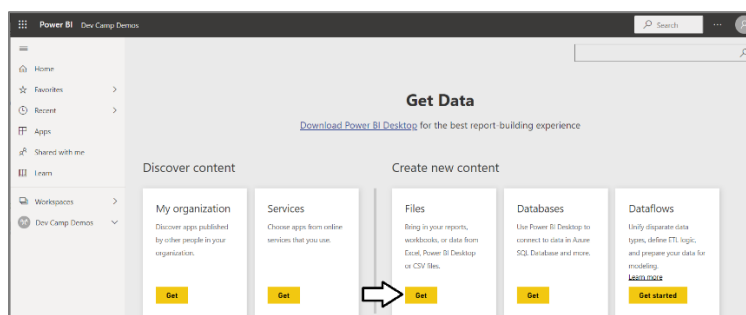 Power BI Dev Camp Demos
Search
Home
Favorites
Recent
Apps
Shared with me
Learn
Workspaces
Dev Camp Demos
Get Data
Download Power BI Desktop for the best report-building experience
Discover content
Create new content
My organization
Discover apps published
by other people in your
organization.
Get
Services
Choose apps from online
services that you use.
Get
Files
Bring in your reports,
workbooks, or data from
Excel, Power BI Desktop
or CSV files.
Get
Databases
Use Power BI Desktop to
connect to data in Azure
SQL Database and more.
Get
Dataflows
Unify disparate data
types, define ETL logic,
and prepare your data for
modeling.
Learn more
Get started